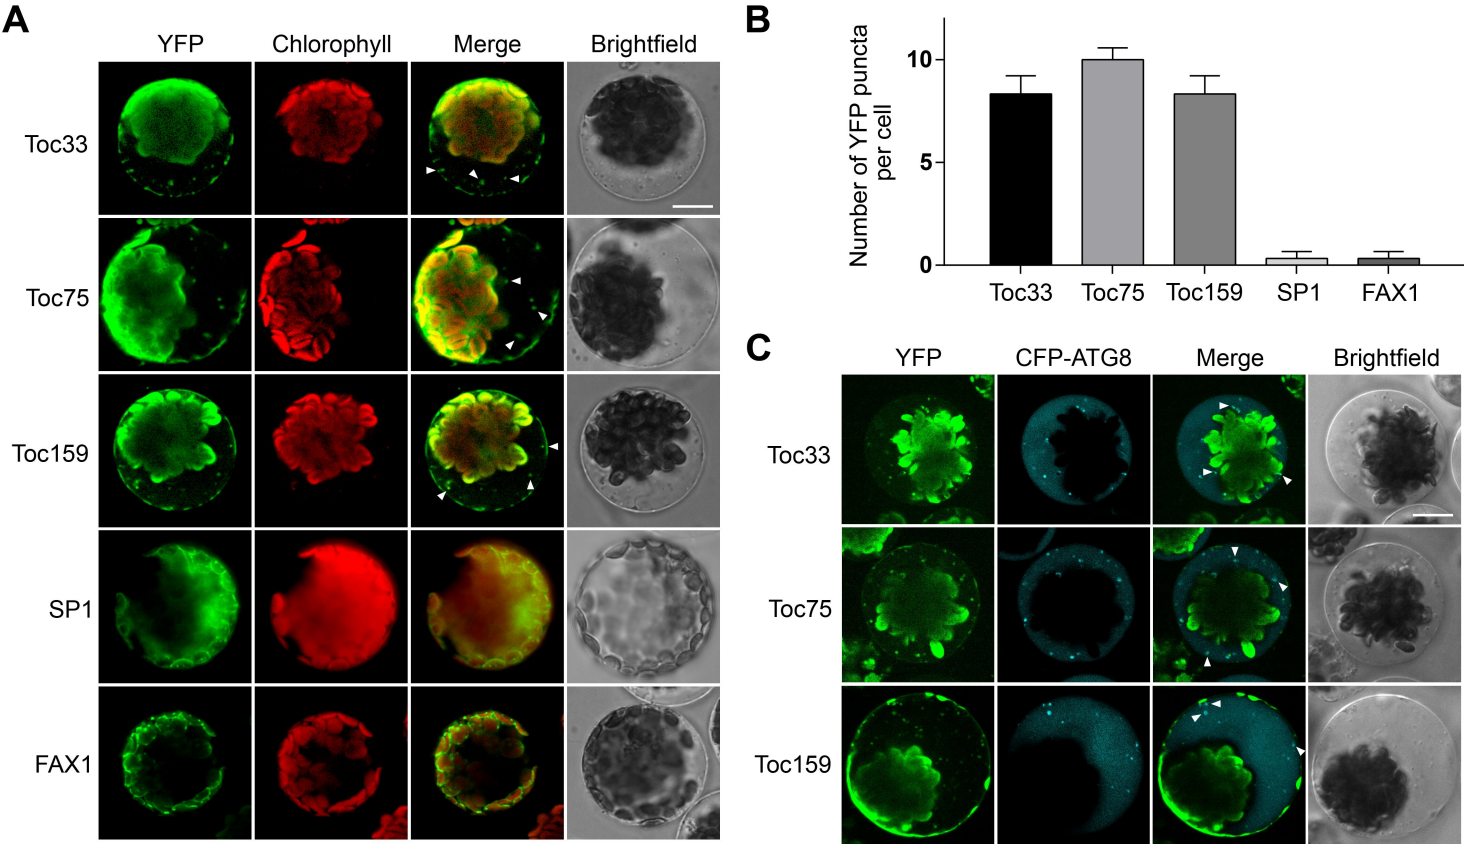 A
YFP Chlorophyll Merge Brightfield
Toc33
Toc75
Toc159
SP1
FAX1
B
Number of YFP puncta
per cell
10
5
0
Toc33 Toc75 Toc159 SP1 FAX1
C
YFP CFP-ATG8 Merge Brightfield
Toc33
Toc75
Toc159